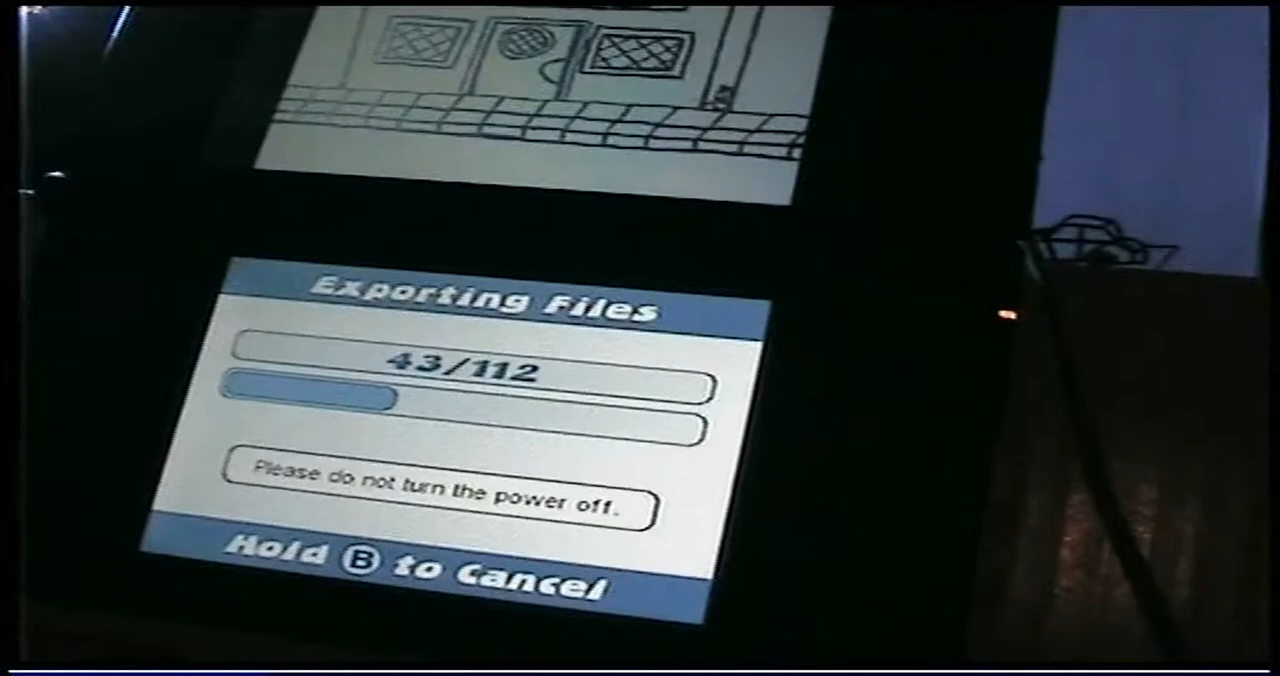 Exporting Files
43/112
Please do not turn the power off.
Hold B to Cancel